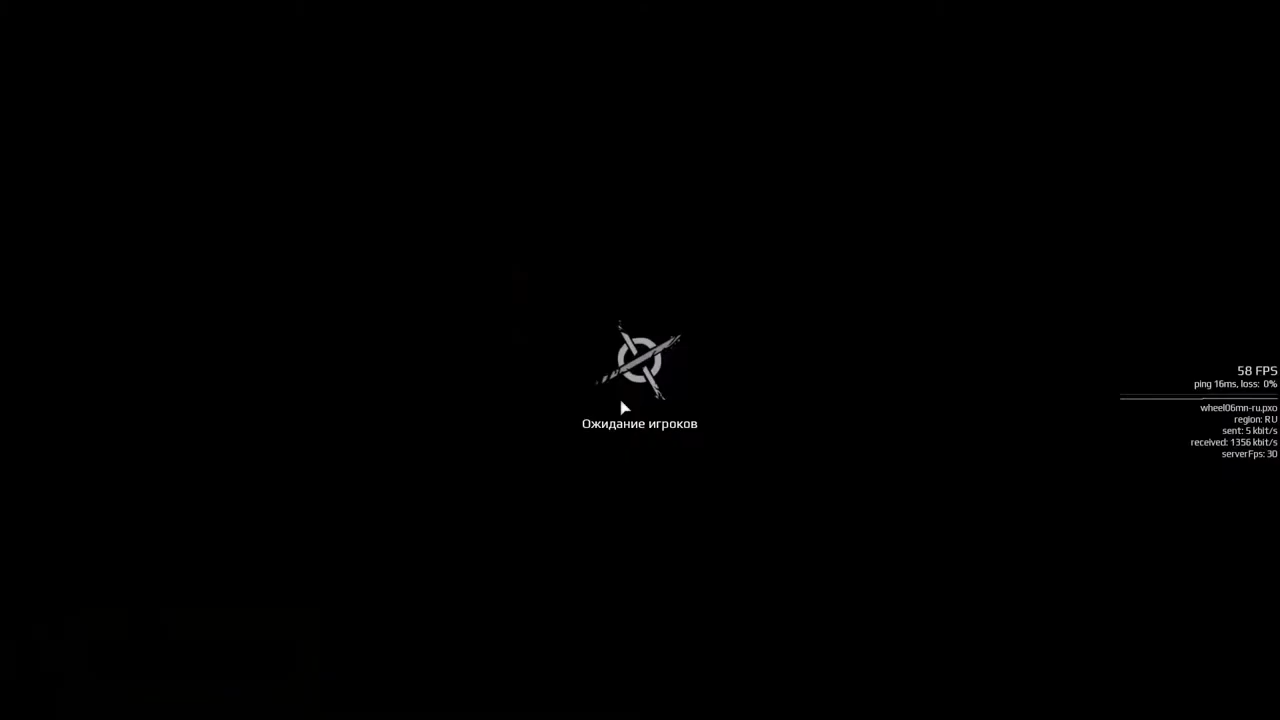 Ожидание игроков
58 FPS
ping 16ms, loss: 0%
wheel06mn-ru.pxo
region: RU
sent: 5 kbit/s
received: 1356 kbit/s
serverFps: 30